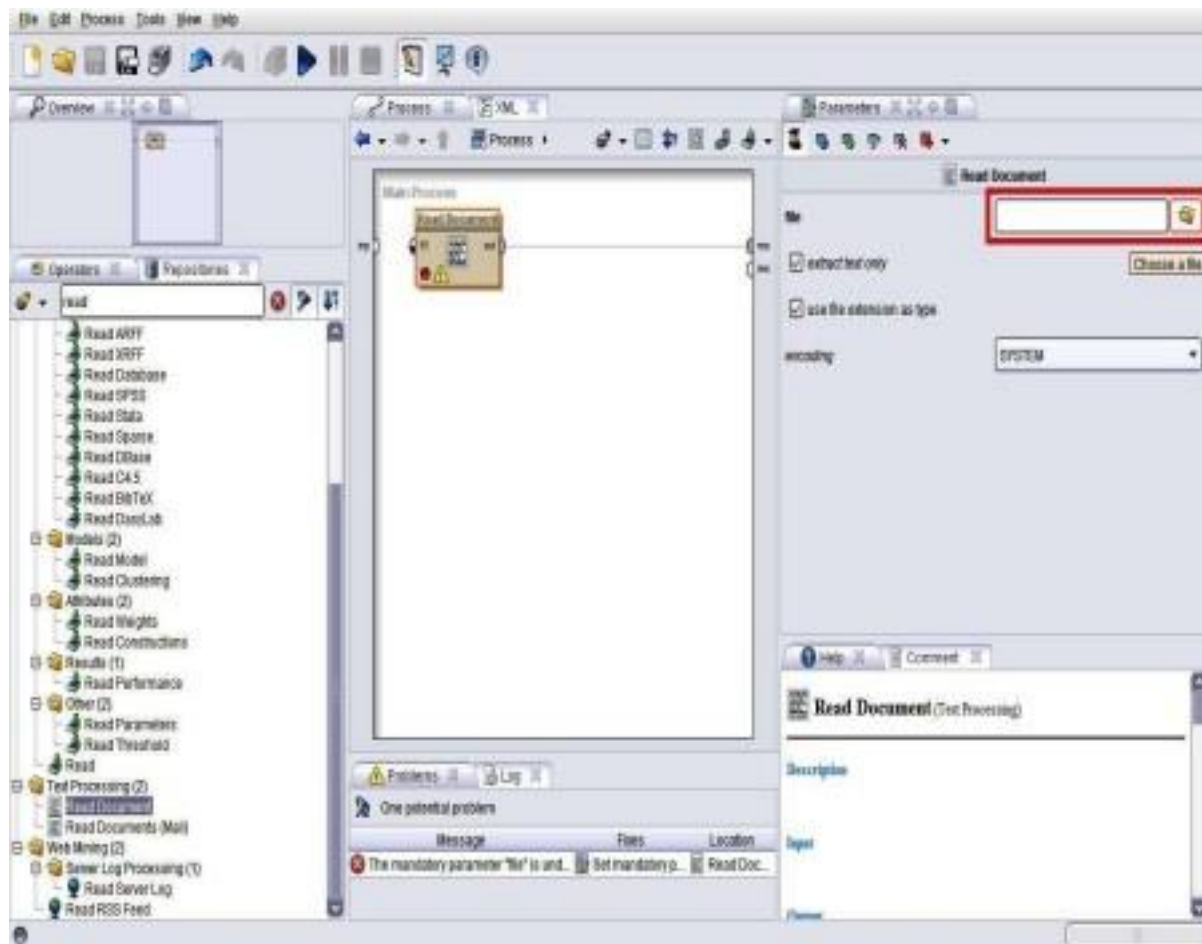 File Edit Process Tools View Help
Overview
Process
XML
Parameters
Process
Read Document
Main Process
Read Document
inp
out
file
extract text only
Choose a file
use file extension as type
encoding
SYSTEM
Operators
Repositories
read
Read ARFF
Read XRFF
Read Database
Read SPSS
Read Stata
Read Sparse
Read DBase
Read C4.5
Read BibTeX
Read DasyLab
Models (2)
Read Model
Read Clustering
Attributes (2)
Read Weights
Read Constructions
Results (1)
Read Performance
Other (2)
Read Parameters
Read Threshold
Read
Text Processing (2)
Read Document
Read Documents (Mail)
Web Mining (2)
Server Log Processing (1)
Read Server Log
Read RSS Feed
Problems
Log
One potential problem
Message
Fixes
Location
The mandatory parameter "file" is und...
Set mandatory p...
Read Doc...
Help
Comment
Read Document (Text Processing)
Description
Input